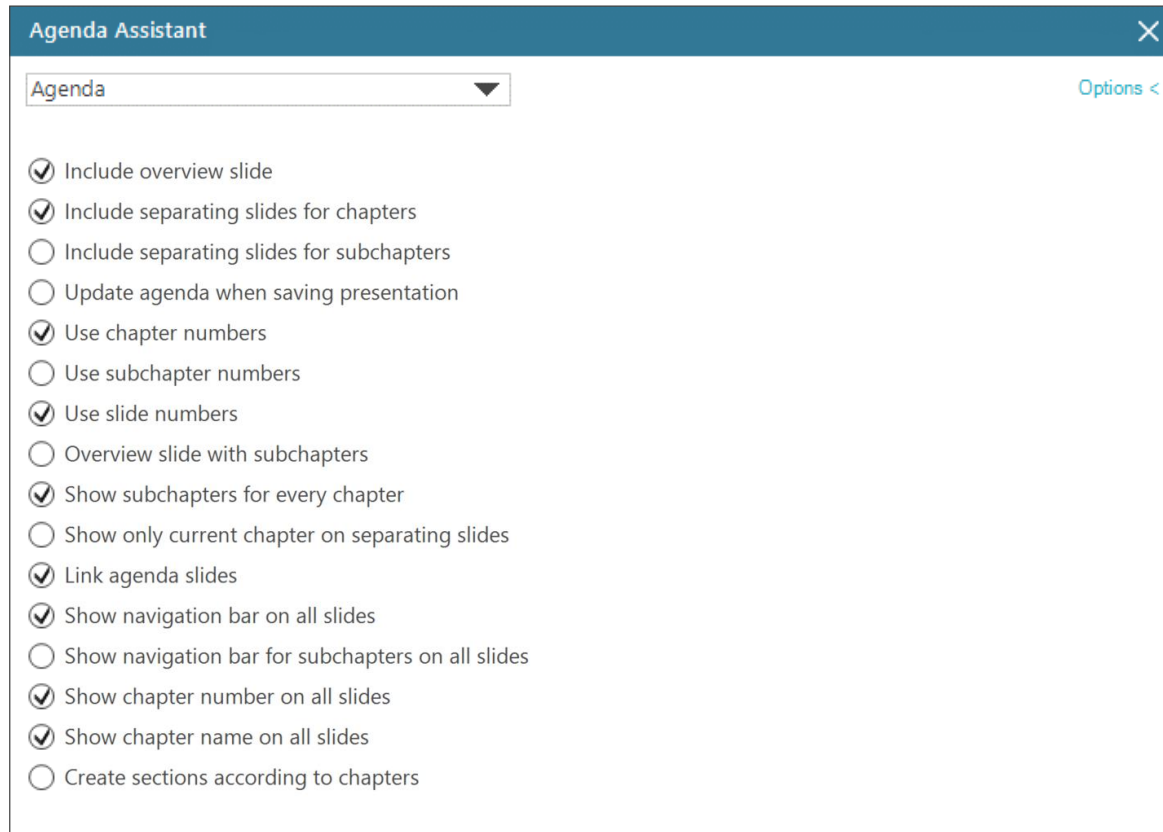 Agenda Assistant
Agenda
Options <
Include overview slide
Include separating slides for chapters
Include separating slides for subchapters
Update agenda when saving presentation
Use chapter numbers
Use subchapter numbers
Use slide numbers
Overview slide with subchapters
Show subchapters for every chapter
Show only current chapter on separating slides
Link agenda slides
Show navigation bar on all slides
Show navigation bar for subchapters on all slides
Show chapter number on all slides
Show chapter name on all slides
Create sections according to chapters